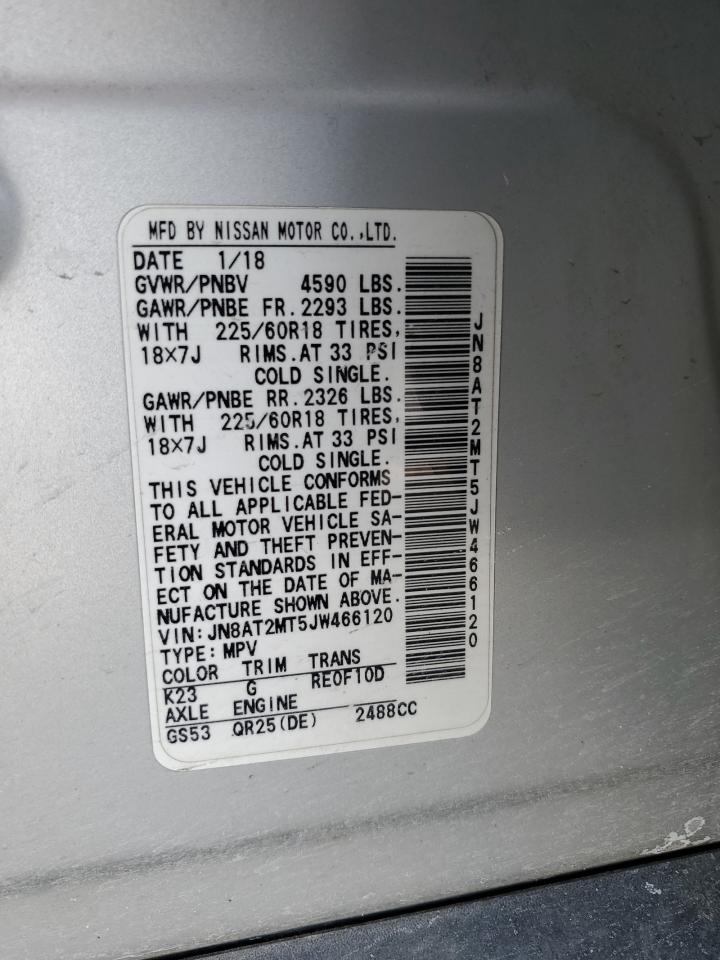 MFD BY NISSAN MOTOR CO.,LTD.
DATE 1/18
GVWR/PNBV 4590 LBS.
GAWR/PNBE FR.2293 LBS.
WITH 225/60R18 TIRES,
18X7J RIMS.AT 33 PSI
COLD SINGLE.
GAWR/PNBE RR.2326 LBS.
WITH 225/60R18 TIRES,
18X7J RIMS.AT 33 PSI
COLD SINGLE.
THIS VEHICLE CONFORMS
TO ALL APPLICABLE FED-
ERAL MOTOR VEHICLE SA-
FETY AND THEFT PREVEN-
TION STANDARDS IN EFF-
ECT ON THE DATE OF MA-
NUFACTURE SHOWN ABOVE.
VIN:JN8AT2MT5JW466120
TYPE:MPV
COLOR TRIM TRANS
K23 G RE0F10D
AXLE ENGINE
GS53 QR25(DE) 2488CC
JN8AT2MT5JW466120